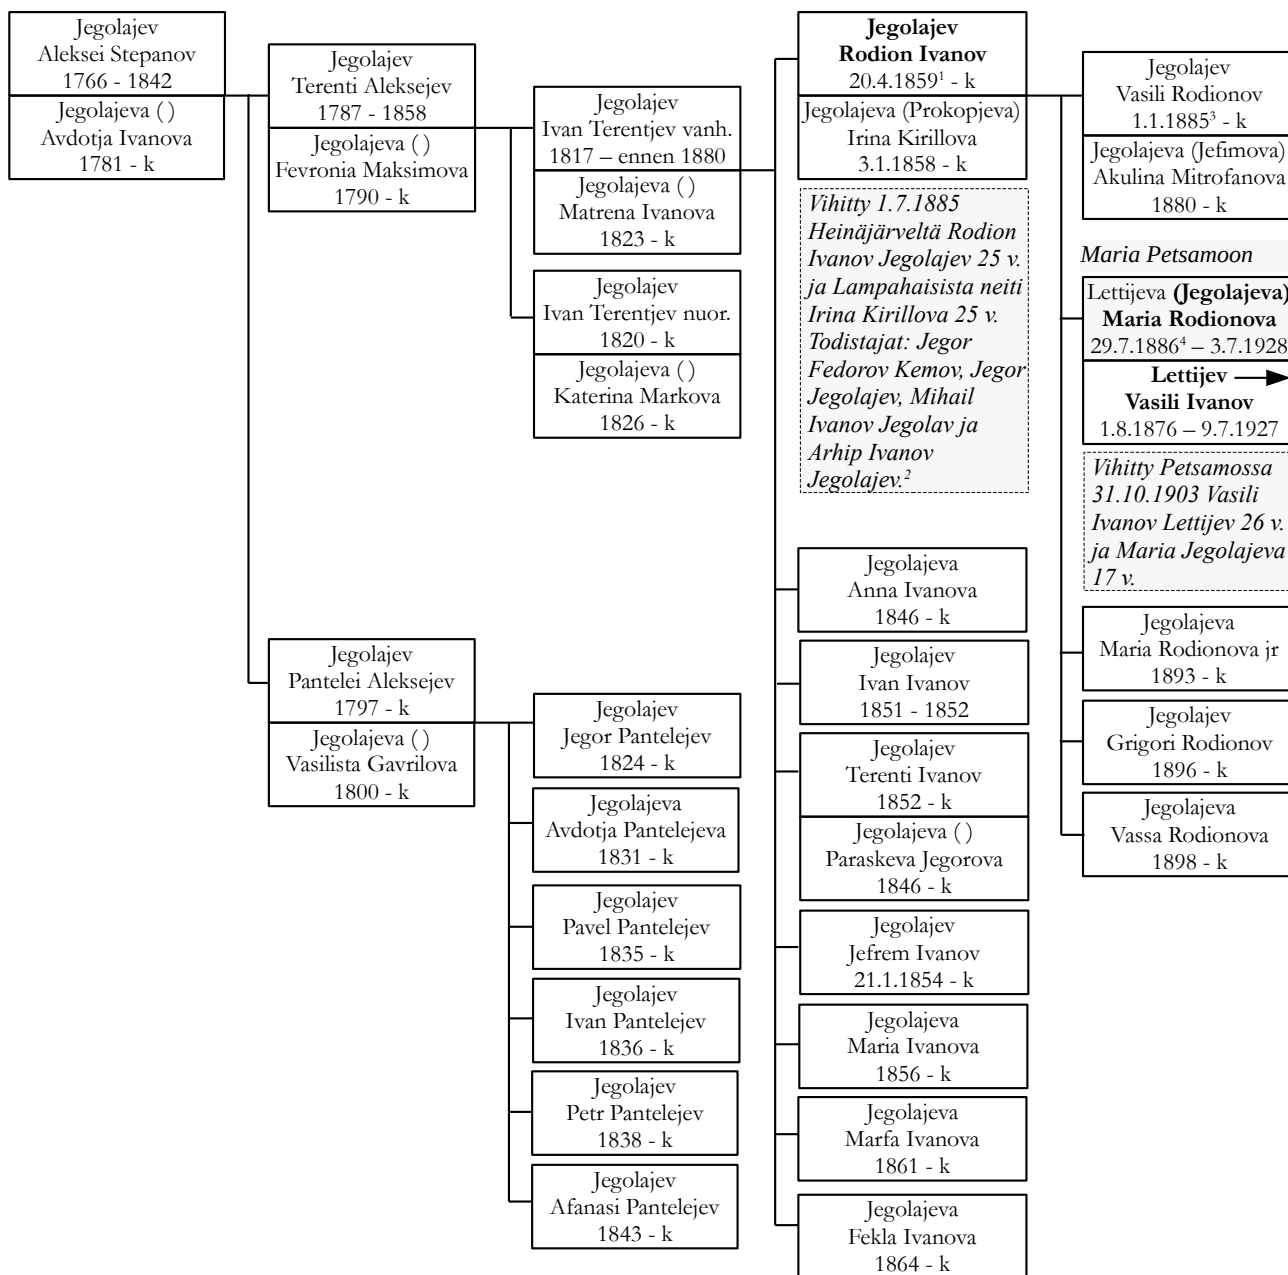 Jegolajev
Aleksei Stepanov
1766 - 1842
Jegolajeva ( )
Avdotja Ivanova
1781 - k
Jegolajev
Terenti Aleksejev
1787 - 1858
Jegolajeva ( )
Fevronia Maksimova
1790 - k
Jegolajev
Pantelei Aleksejev
1797 - k
Jegolajeva ( )
Vasilista Gavrilova
1800 - k
Jegolajev
Ivan Terentjev vanh.
1817 – ennen 1880
Jegolajeva ( )
Matrena Ivanova
1823 - k
Jegolajev
Ivan Terentjev nuor.
1820 - k
Jegolajeva ( )
Katerina Markova
1826 - k
Jegolajev
Jegor Pantelejev
1824 - k
Jegolajeva
Avdotja Pantelejeva
1831 - k
Jegolajev
Pavel Pantelejev
1835 - k
Jegolajev
Ivan Pantelejev
1836 - k
Jegolajev
Petr Pantelejev
1838 - k
Jegolajev
Afanasi Pantelejev
1843 - k
Jegolajev
Rodion Ivanov
20.4.1859¹ - k
Jegolajeva (Prokopjeva)
Irina Kirillova
3.1.1858 - k
Vihitty 1.7.1885
Heinäjärveltä Rodion
Ivanov Jegolajev 25 v.
ja Lampahaisista neiti
Irina Kirillova 25 v.
Todistajat: Jegor
Fedorov Kemov, Jegor
Jegolajev, Mihail
Ivanov Jegolav ja
Arhip Ivanov
Jegolajev.²
Jegolajeva
Anna Ivanova
1846 - k
Jegolajev
Ivan Ivanov
1851 - 1852
Jegolajev
Terenti Ivanov
1852 - k
Jegolajeva ( )
Paraskeva Jegorova
1846 - k
Jegolajev
Jefrem Ivanov
21.1.1854 - k
Jegolajeva
Maria Ivanova
1856 - k
Jegolajeva
Marfa Ivanova
1861 - k
Jegolajeva
Fekla Ivanova
1864 - k
Jegolajev
Vasili Rodionov
1.1.1885³ - k
Jegolajeva (Jefimova)
Akulina Mitrofanova
1880 - k
Maria Petsamoon
Lettijeva (Jegolajeva)
Maria Rodionova
29.7.1886⁴ – 3.7.1928
Lettijev
Vasili Ivanov
1.8.1876 – 9.7.1927
Vihitty Petsamossa
31.10.1903 Vasili
Ivanov Lettijev 26 v.
ja Maria Jegolajeva
17 v.
Jegolajeva
Maria Rodionova jr
1893 - k
Jegolajev
Grigori Rodionov
1896 - k
Jegolajeva
Vassa Rodionova
1898 - k